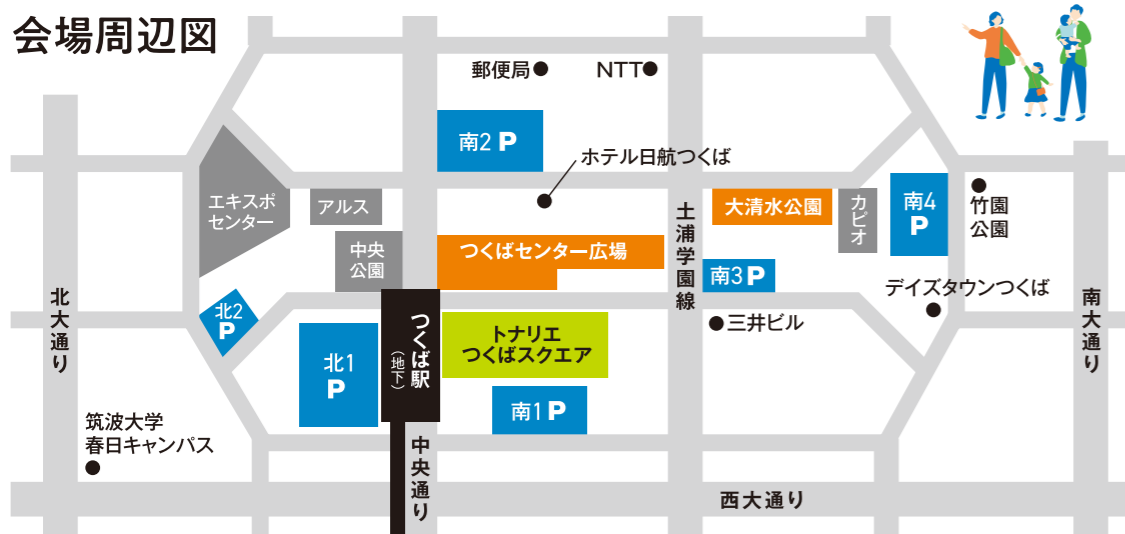 会場周辺図
郵便局
NTT
南2 P
ホテル日航つくば
エキスポ
センター
アルス
中央
公園
つくばセンター広場
土浦学園線
大清水公園
カピオ
南4
P
竹園
公園
南3 P
デイズタウンつくば
三井ビル
北大通り
南大通り
北2
P
北1
P
つくば駅
（地下）
トナリエ
つくばスクエア
南1 P
筑波大学
春日キャンパス
中央通り
西大通り